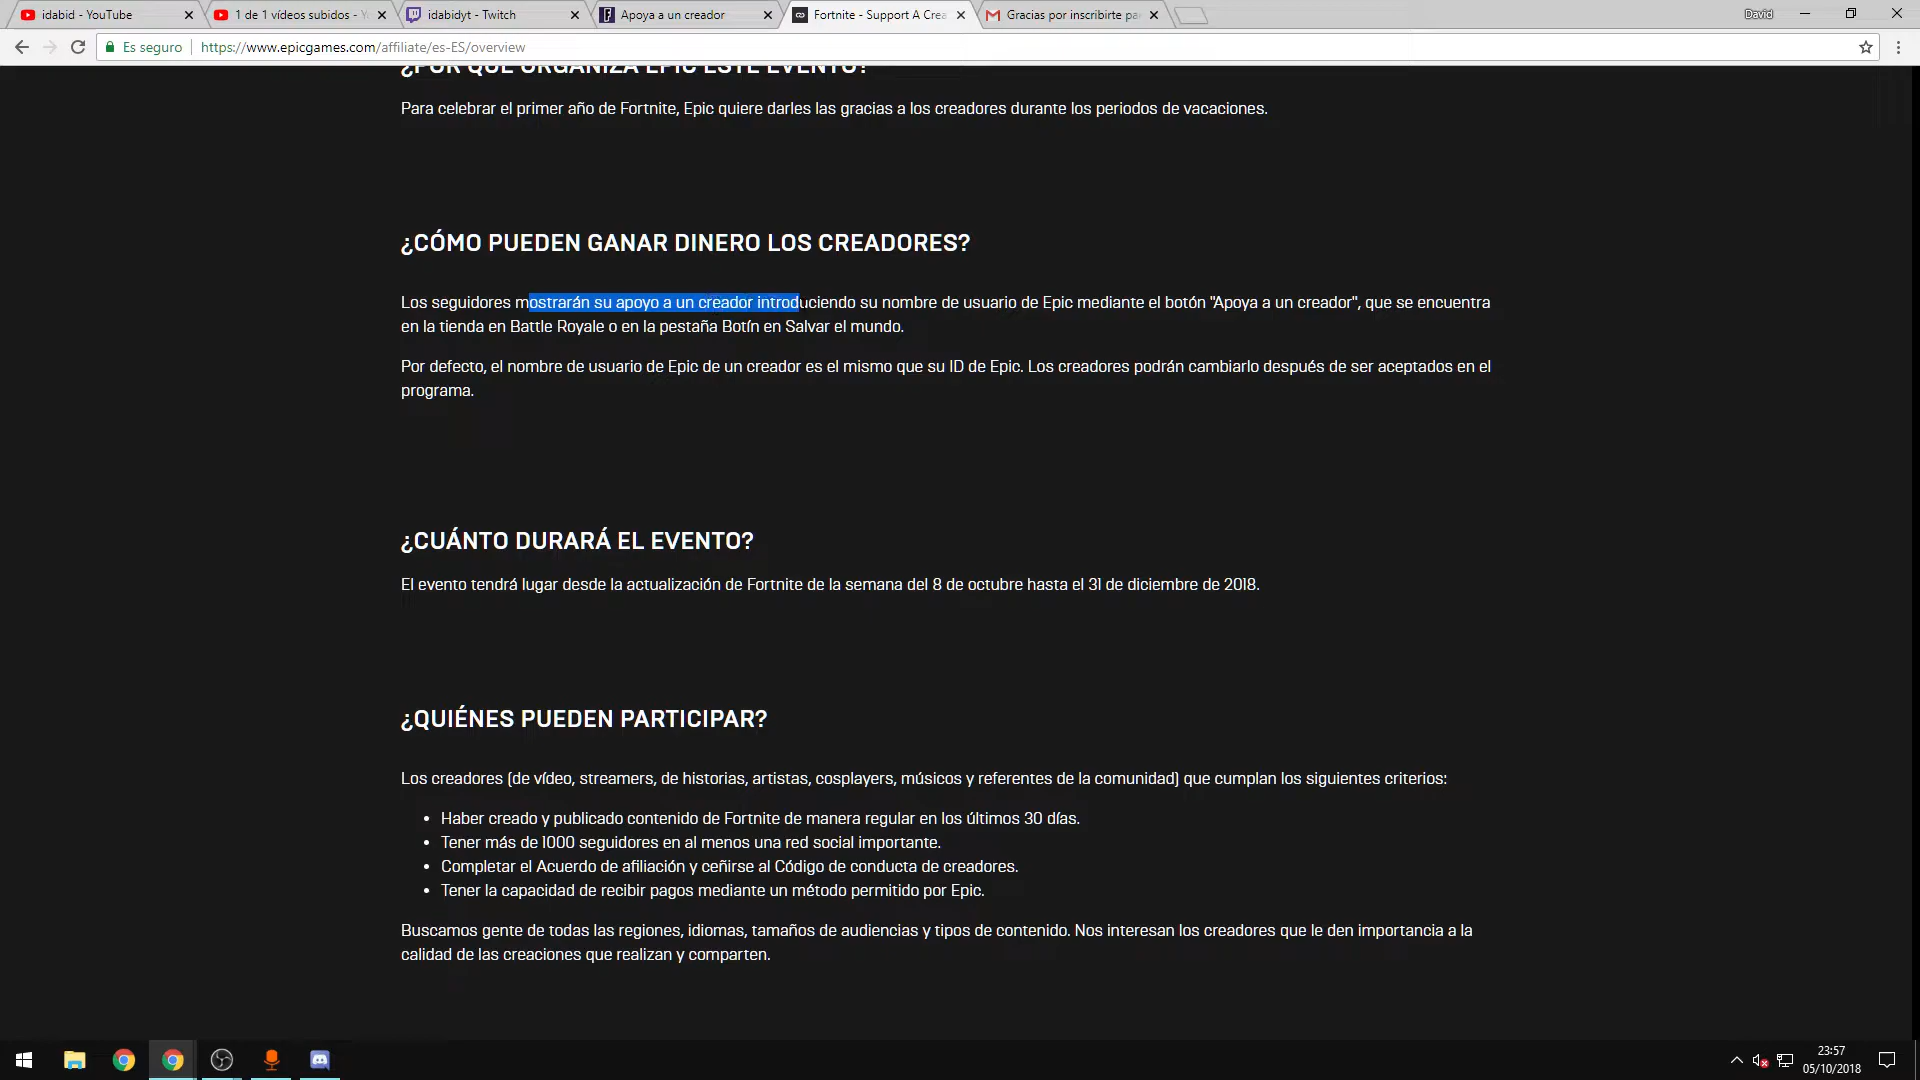 idabid - YouTube
1 de 1 vídeos subidos - Yo
idabidyt - Twitch
Apoya a un creador
Fortnite - Support A Crea
Gracias por inscribirte pa
David
Es seguro
https://www.epicgames.com/affiliate/es-ES/overview
¿POR QUÉ ORGANIZA EPIC ESTE EVENTO?
Para celebrar el primer año de Fortnite, Epic quiere darles las gracias a los creadores durante los periodos de vacaciones.
¿CÓMO PUEDEN GANAR DINERO LOS CREADORES?
Los seguidores mostrarán su apoyo a un creador introduciendo su nombre de usuario de Epic mediante el botón "Apoya a un creador", que se encuentra
en la tienda en Battle Royale o en la pestaña Botín en Salvar el mundo.
Por defecto, el nombre de usuario de Epic de un creador es el mismo que su ID de Epic. Los creadores podrán cambiarlo después de ser aceptados en el
programa.
¿CUÁNTO DURARÁ EL EVENTO?
El evento tendrá lugar desde la actualización de Fortnite de la semana del 8 de octubre hasta el 31 de diciembre de 2018.
¿QUIÉNES PUEDEN PARTICIPAR?
Los creadores (de vídeo, streamers, de historias, artistas, cosplayers, músicos y referentes de la comunidad) que cumplan los siguientes criterios:
• Haber creado y publicado contenido de Fortnite de manera regular en los últimos 30 días.
• Tener más de 1000 seguidores en al menos una red social importante.
• Completar el Acuerdo de afiliación y ceñirse al Código de conducta de creadores.
• Tener la capacidad de recibir pagos mediante un método permitido por Epic.
Buscamos gente de todas las regiones, idiomas, tamaños de audiencias y tipos de contenido. Nos interesan los creadores que le den importancia a la
calidad de las creaciones que realizan y comparten.
23:57
05/10/2018